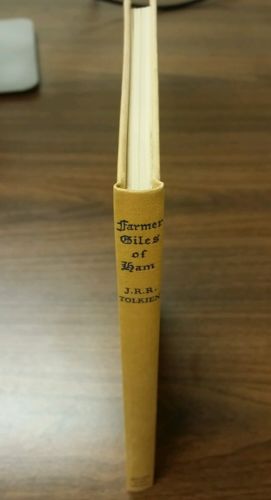 Farmer
Giles
of
Ham
J.R.R.
TOLKIEN